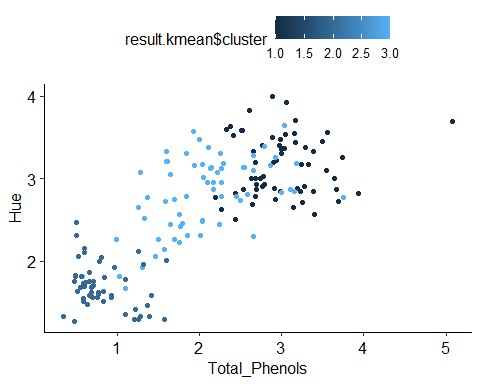 result.kmean$cluster
1.0 1.5 2.0 2.5 3.0
4
3
2
Hue
1 2 3 4 5
Total_Phenols